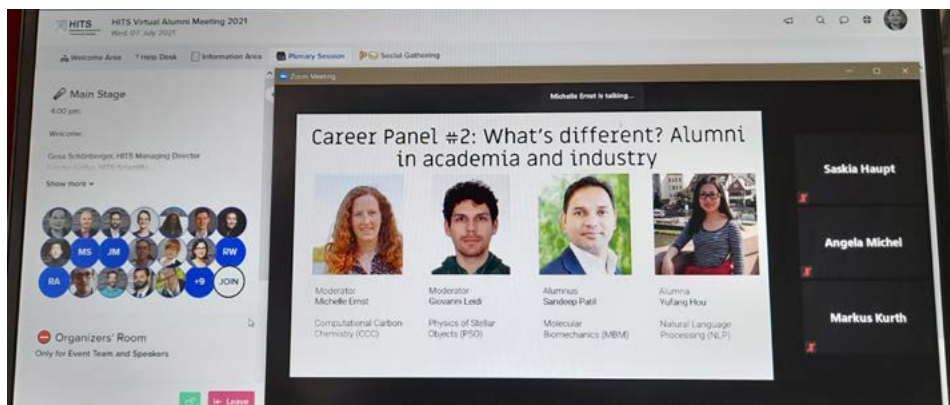 HITS
HITS Virtual Alumni Meeting 2021
Wed. 07. July 2021
Welcome Area
? Help Desk
Information Area
Plenary Session
Social Gathering
Main Stage
4:00 pm
Welcome:
Gesa Schönberger, HITS Managing Director
Show more
MS
JM
RW
RA
+9
JOIN
Organizers' Room
Only for Event Team and Speakers
Leave
Zoom Meeting
Michelle Ernst is talking...
Career Panel #2: What's different? Alumni
in academia and industry
Moderator
Michelle Ernst
Computational Carbon
Chemistry (CCC)
Moderator
Giovanni Leidi
Physics of Stellar
Objects (PSO)
Alumnus
Sandeep Patil
Molecular
Biomechanics (MBM)
Alumna
Yufang Hou
Natural Language
Processing (NLP)
Saskia Haupt
Angela Michel
Markus Kurth